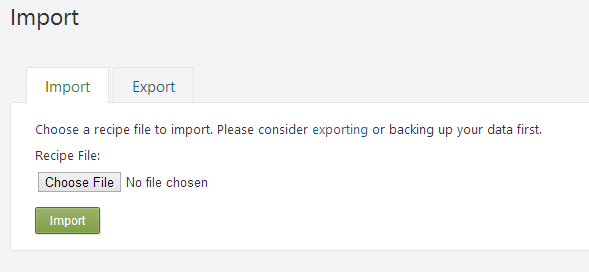 Import
Import Export
Choose a recipe file to import. Please consider exporting or backing up your data first.
Recipe File:
Choose File No file chosen
Import